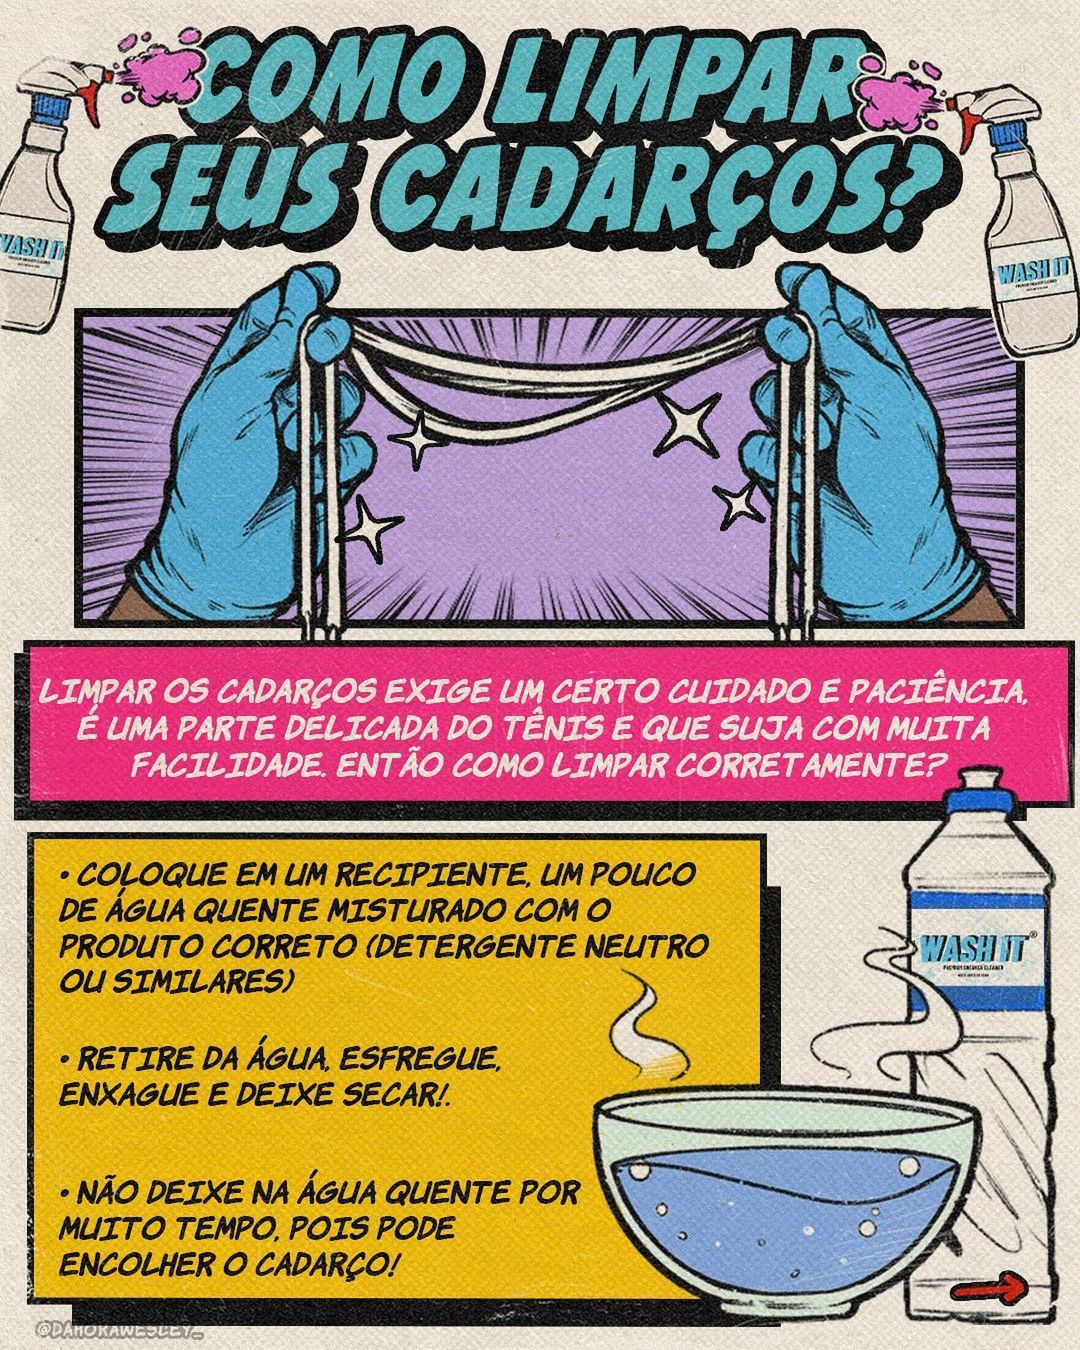 COMO LIMPAR
SEUS CADARÇOS?
WASH IT
WASH IT
LIMPAR OS CADARÇOS EXIGE UM CERTO CUIDADO E PACIÊNCIA.
É UMA PARTE DELICADA DO TÊNIS E QUE SUJA COM MUITA
FACILIDADE. ENTÃO COMO LIMPAR CORRETAMENTE?
• COLOQUE EM UM RECIPIENTE, UM POUCO
DE ÁGUA QUENTE MISTURADO COM O
PRODUTO CORRETO (DETERGENTE NEUTRO
OU SIMILARES)
WASH IT®
PREMIUM SNEAKER CLEANER
• RETIRE DA ÁGUA, ESFREGUE,
ENXAGUE E DEIXE SECAR!.
• NÃO DEIXE NA ÁGUA QUENTE POR
MUITO TEMPO, POIS PODE
ENCOLHER O CADARÇO!
@DAHORAWESLEY_